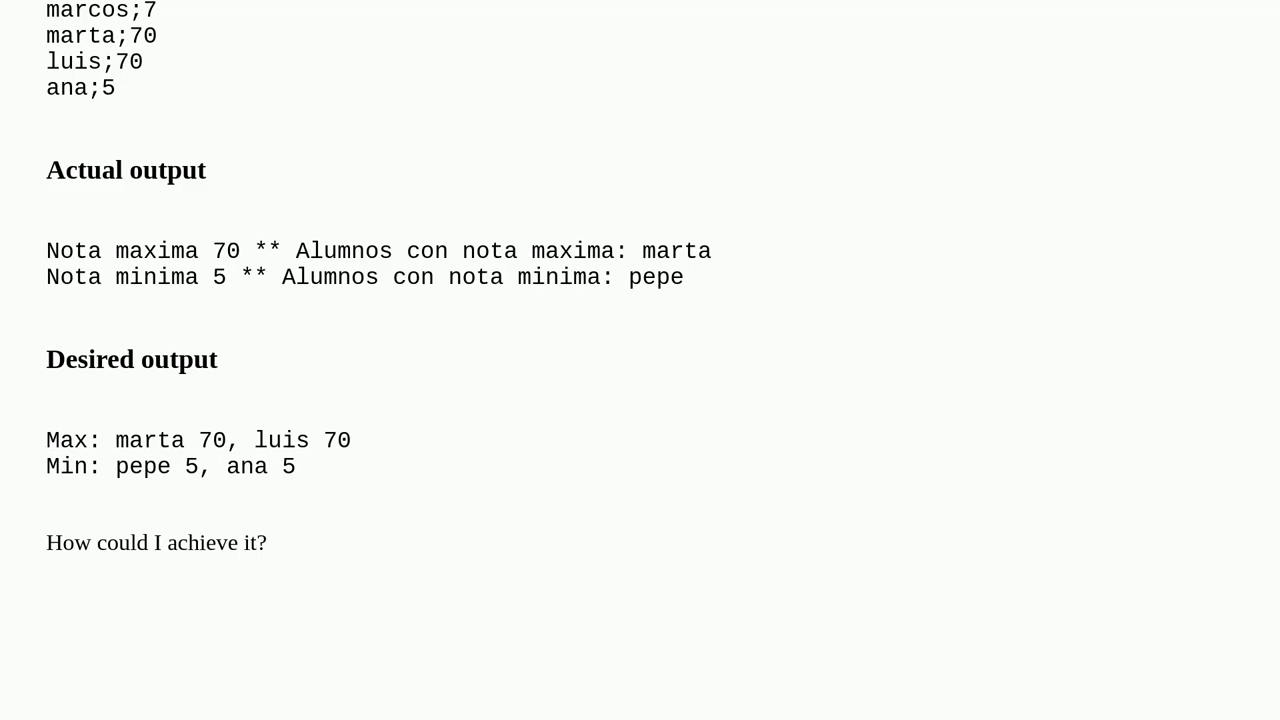 marcos;7
marta;70
luis;70
ana;5
Actual output
Nota maxima 70 ** Alumnos con nota maxima: marta
Nota minima 5 ** Alumnos con nota minima: pepe
Desired output
Max: marta 70, luis 70
Min: pepe 5, ana 5
How could I achieve it?